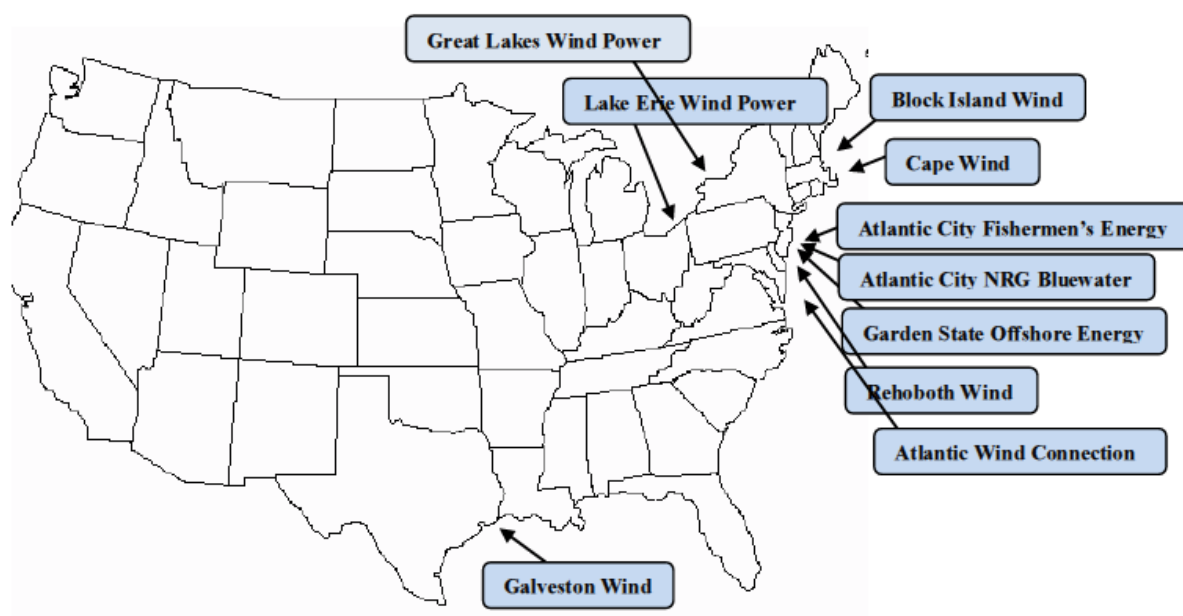 Great Lakes Wind Power
Lake Erie Wind Power
Block Island Wind
Cape Wind
Atlantic City Fishermen’s Energy
Atlantic City NRG Bluewater
Garden State Offshore Energy
Rehoboth Wind
Atlantic Wind Connection
Galveston Wind